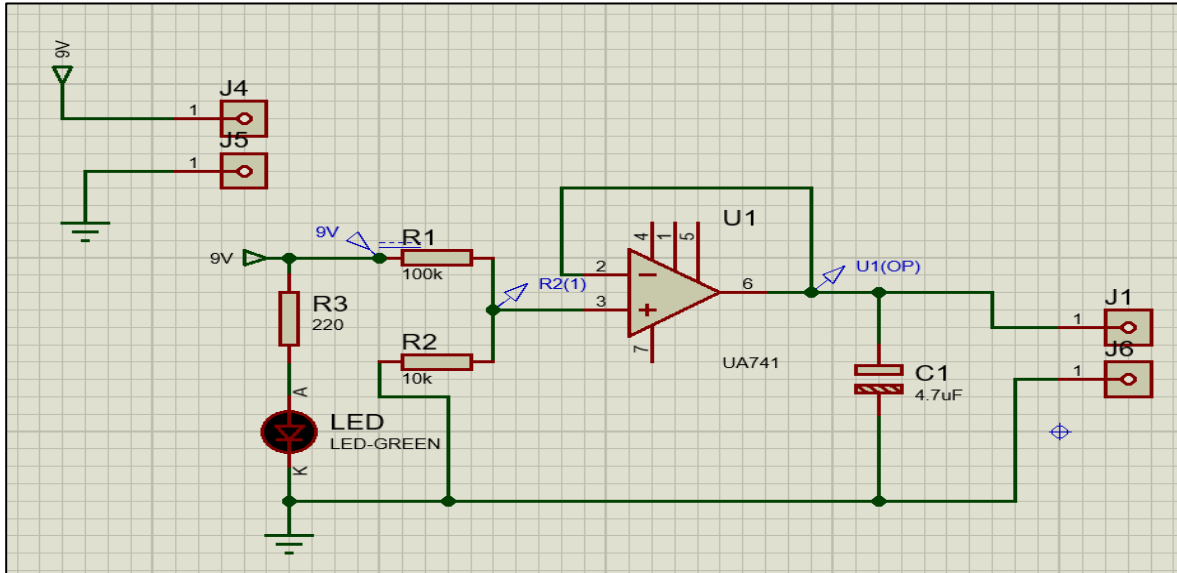 9V
J4
1
J5
1
9V
9V
R1
100k
R2(1)
R3
220
R2
10k
A
LED
LED-GREEN
K
U1
4
1
5
2
3
6
7
UA741
U1(OP)
C1
4.7uF
J1
1
J6
1